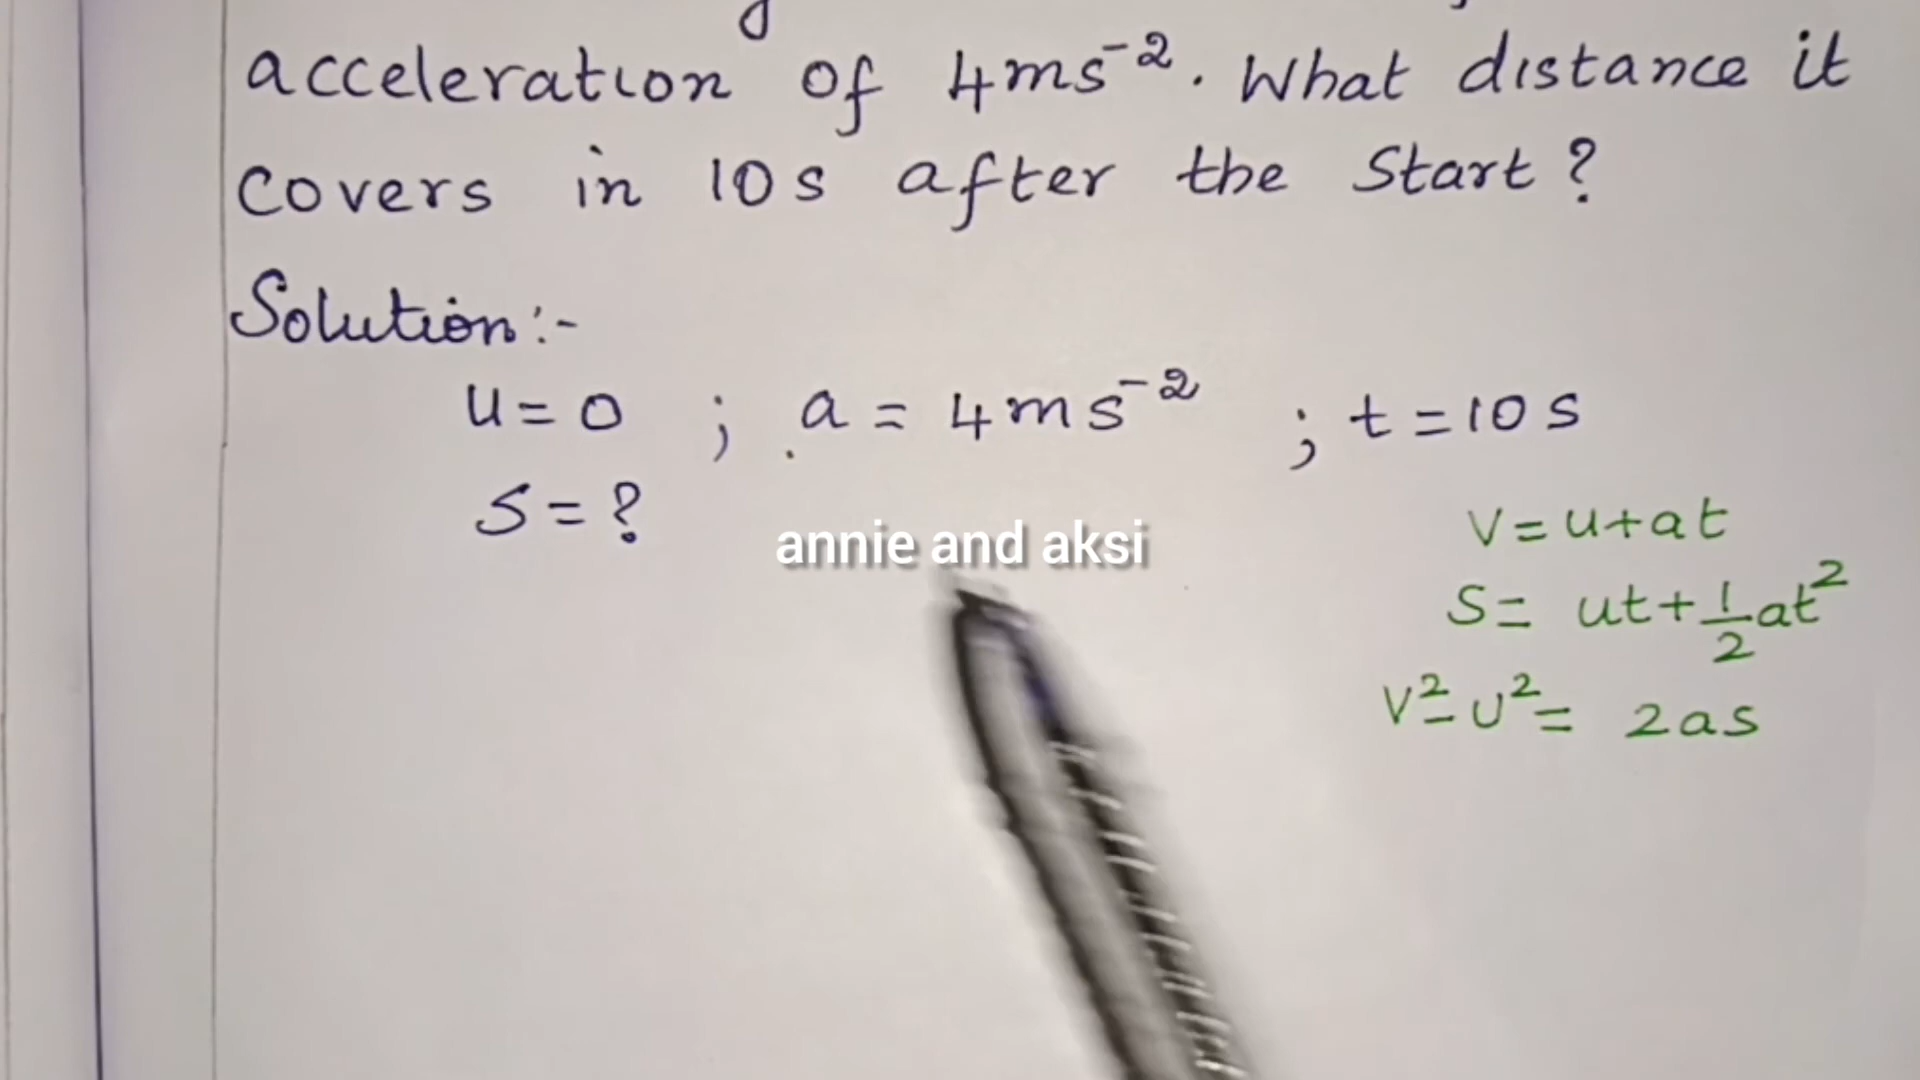 acceleration of 4ms⁻². What distance it
covers in 10s after the Start?
Solution:-
u=0 ; a = 4ms⁻² ; t=10s
S=?
annie and aksi
V=u+at
S= ut+½at²
V²-u²= 2as